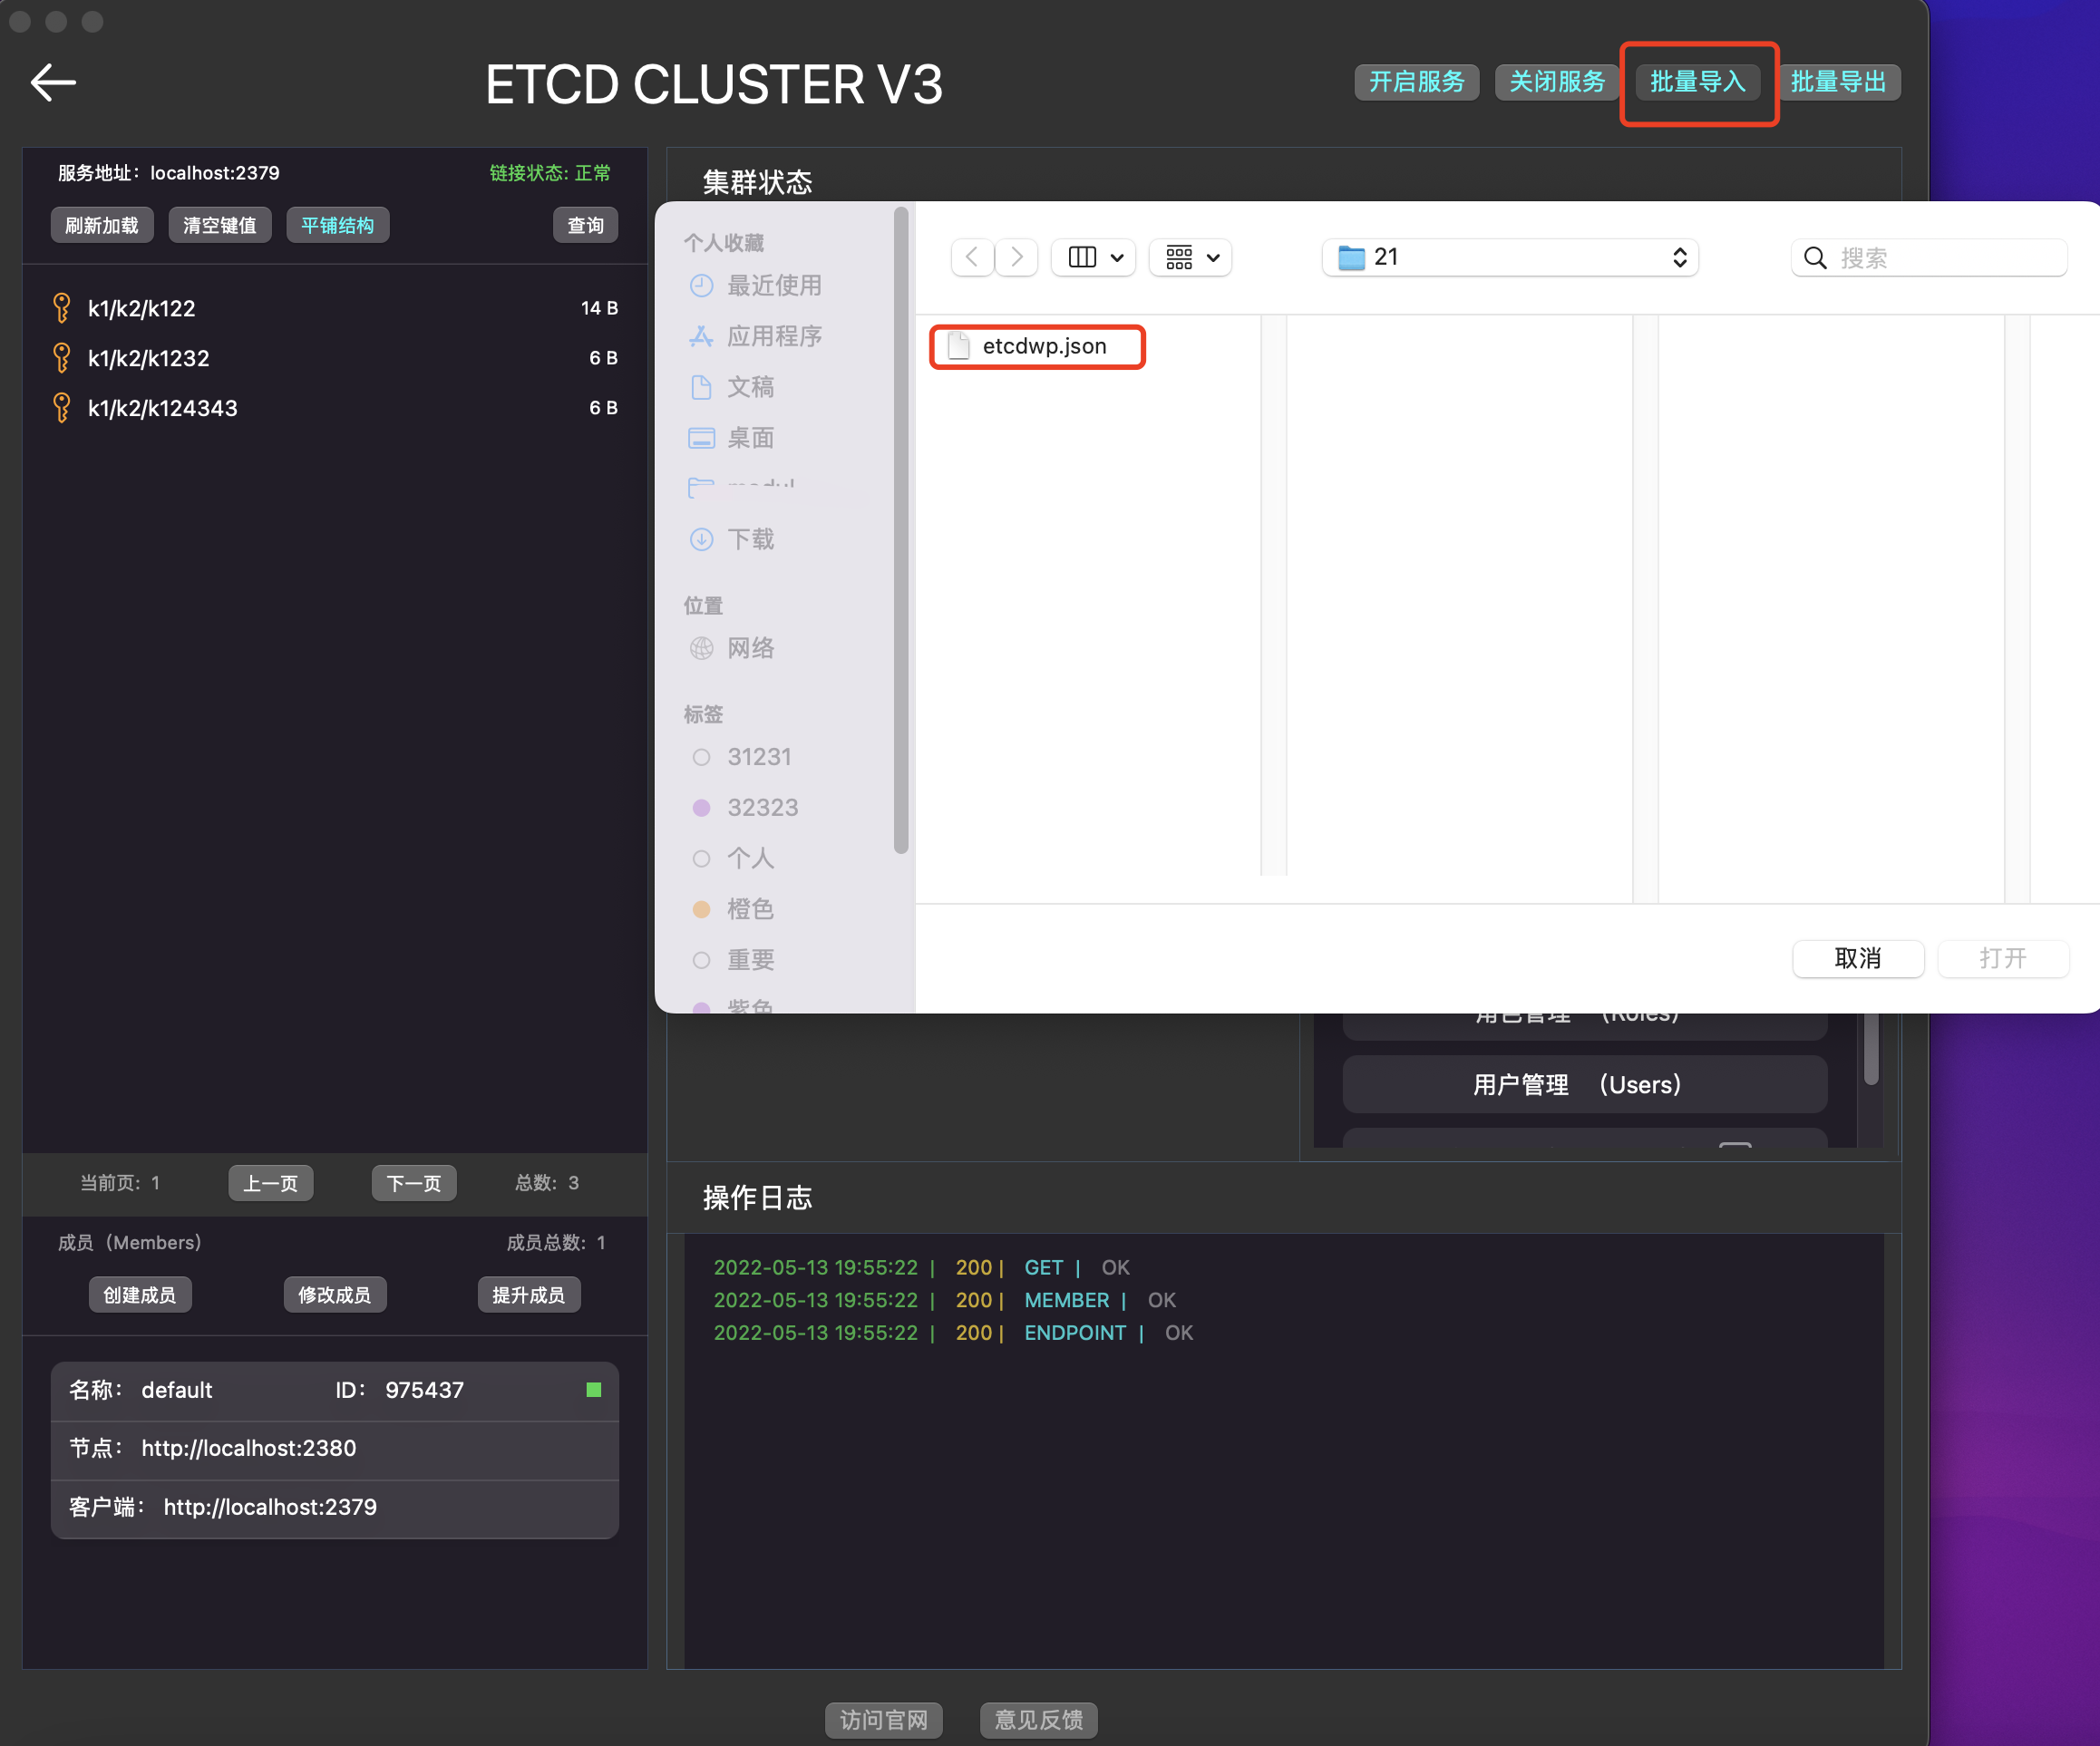 ETCD CLUSTER V3
开启服务
关闭服务
批量导入
批量导出
服务地址：localhost:2379
链接状态: 正常
刷新加载
清空键值
平铺结构
查询
k1/k2/k122
14 B
k1/k2/k1232
6 B
k1/k2/k124343
6 B
当前页: 1
上一页
下一页
总数: 3
成员（Members）
成员总数: 1
创建成员
修改成员
提升成员
名称： default
ID： 975437
节点： http://localhost:2380
客户端： http://localhost:2379
集群状态
个人收藏
最近使用
应用程序
文稿
桌面
下载
位置
网络
标签
31231
32323
个人
橙色
重要
紫色
21
搜索
etcdwp.json
取消
打开
角色管理 （Roles）
用户管理 （Users）
操作日志
2022-05-13 19:55:22 | 200 | GET | OK
2022-05-13 19:55:22 | 200 | MEMBER | OK
2022-05-13 19:55:22 | 200 | ENDPOINT | OK
访问官网
意见反馈